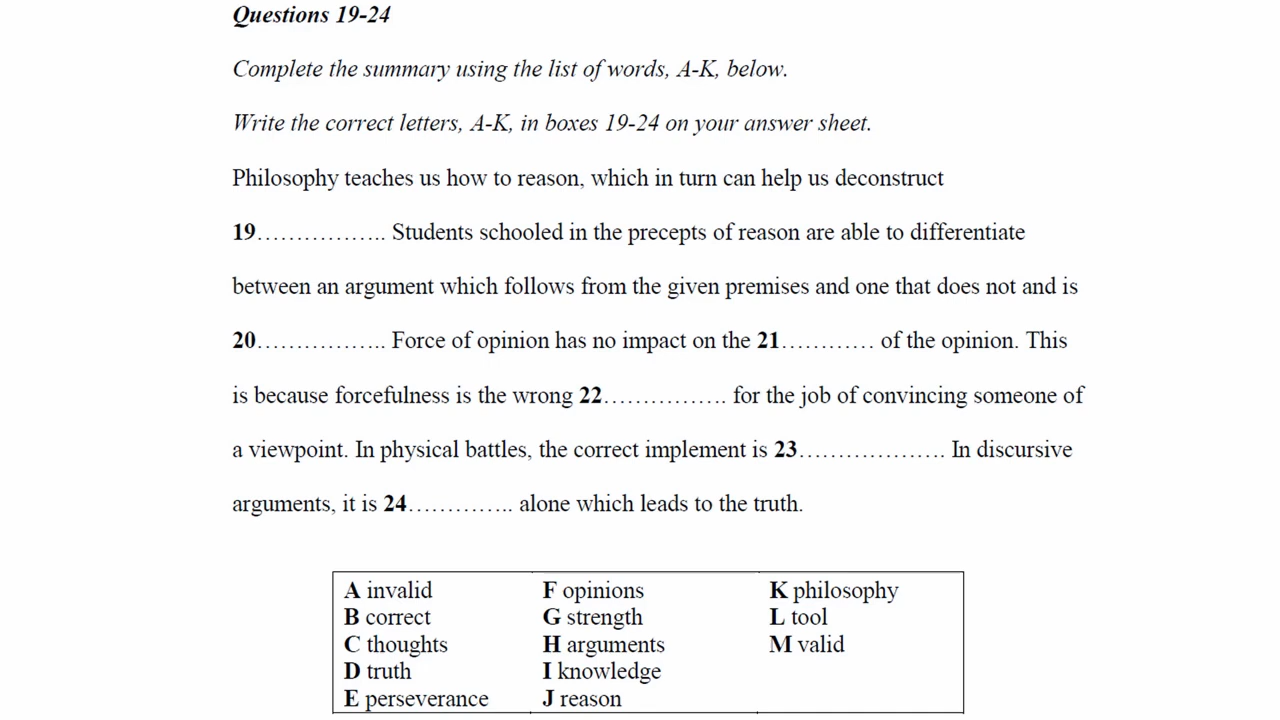 Questions 19-24
Complete the summary using the list of words, A-K, below.
Write the correct letters, A-K, in boxes 19-24 on your answer sheet.
Philosophy teaches us how to reason, which in turn can help us deconstruct
19…………….. Students schooled in the precepts of reason are able to differentiate
between an argument which follows from the given premises and one that does not and is
20…………….. Force of opinion has no impact on the 21………… of the opinion. This
is because forcefulness is the wrong 22……………. for the job of convincing someone of
a viewpoint. In physical battles, the correct implement is 23………………. In discursive
arguments, it is 24………….. alone which leads to the truth.
A invalid F opinions K philosophy
B correct G strength L tool
C thoughts H arguments M valid
D truth I knowledge
E perseverance J reason